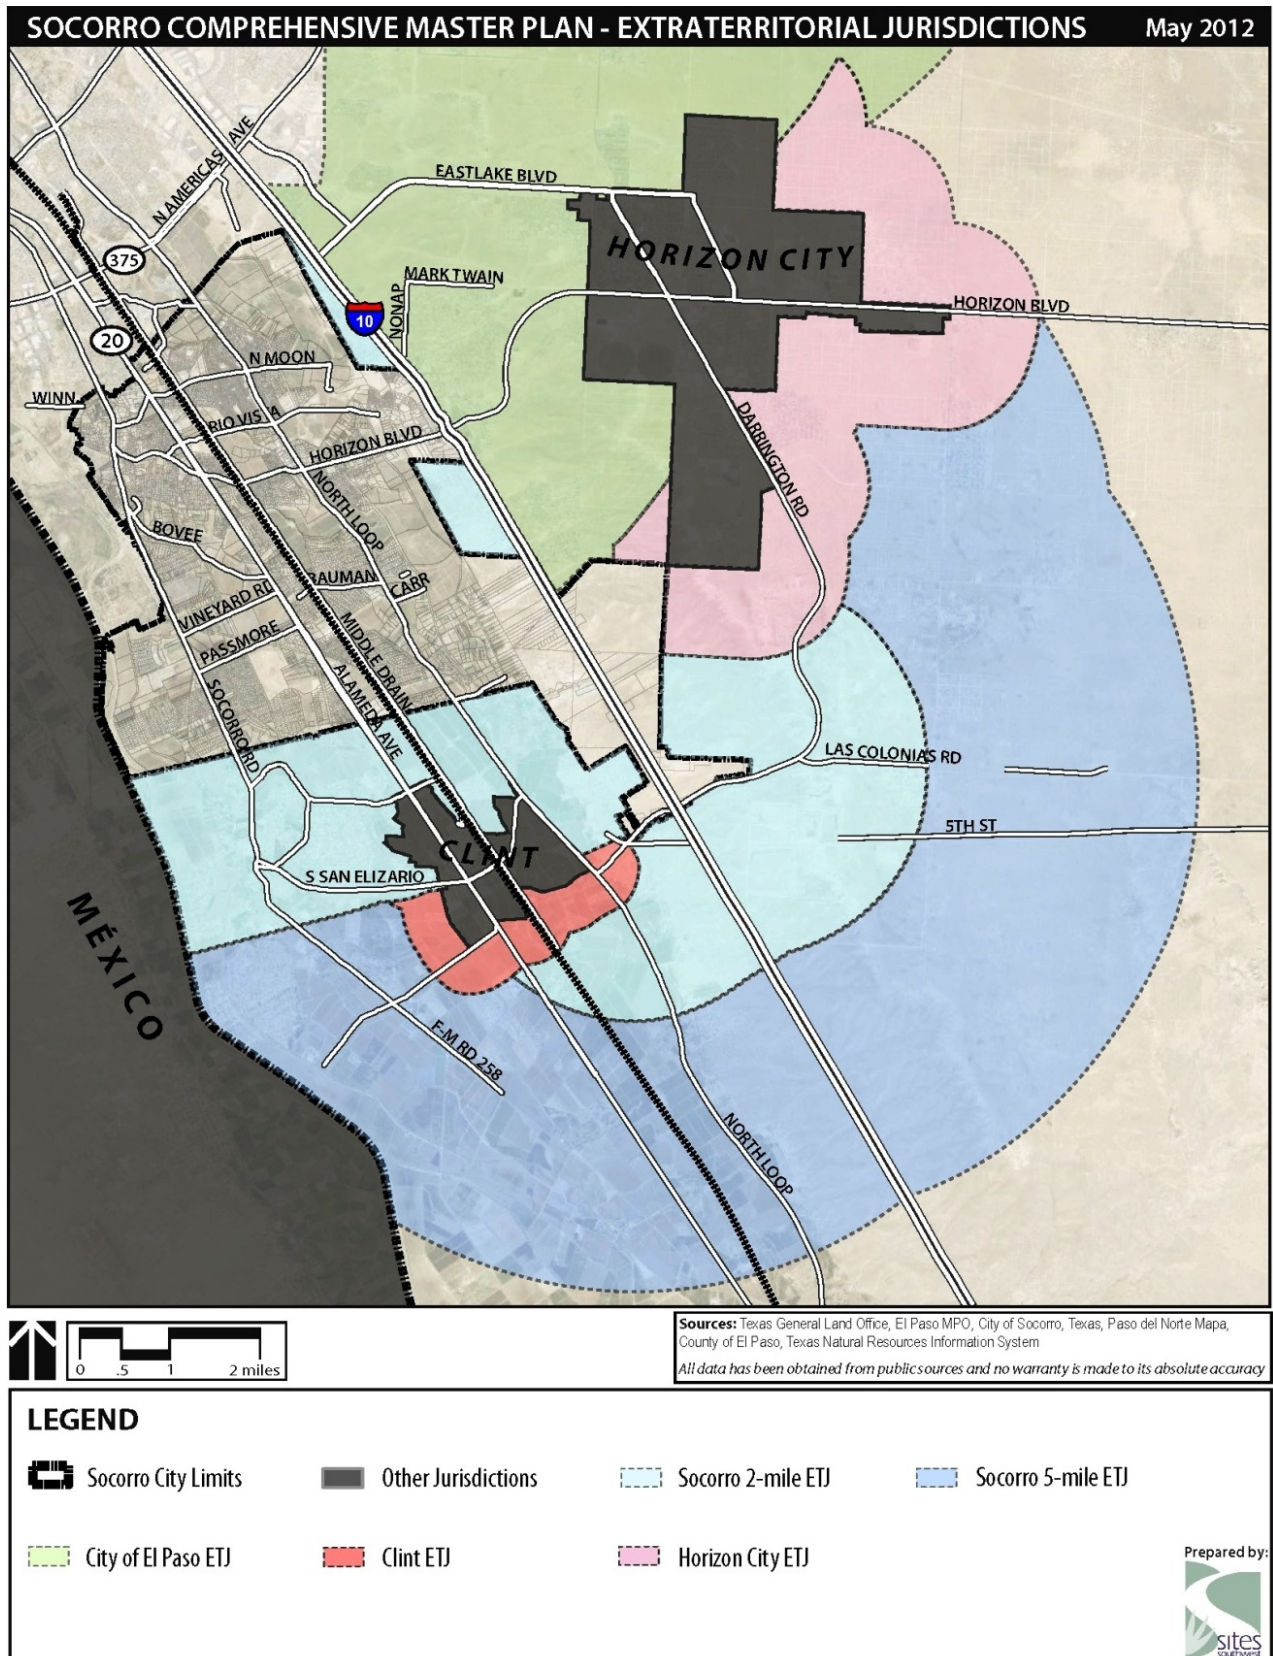 SOCORRO COMPREHENSIVE MASTER PLAN - EXTRATERRITORIAL JURISDICTIONS May 2012
N AMERICAS AVE
EASTLAKE BLVD
375
HORIZON CITY
MARK TWAIN
NONAP
10
HORIZON BLVD
20
N MOON
WINN
RIO VISTA
HORIZON BLVD
DARRINGTON RD
NORTH LOOP
BOVEE
BAUMAN
CARR
VINEYARD RD
PASSMORE
MIDDLE DRAIN
ALAMEDA AVE
SOCORRO RD
LAS COLONIAS RD
5TH ST
CLINT
S SAN ELIZARIO
MÉXICO
F-M RD 258
NORTH LOOP
0 .5 1 2 miles
Sources: Texas General Land Office, El Paso MPO, City of Socorro, Texas, Paso del Norte Mapa,
County of El Paso, Texas Natural Resources Information System
All data has been obtained from public sources and no warranty is made to its absolute accuracy
LEGEND
Socorro City Limits
Other Jurisdictions
Socorro 2-mile ETJ
Socorro 5-mile ETJ
City of El Paso ETJ
Clint ETJ
Horizon City ETJ
Prepared by:
sites
southwest